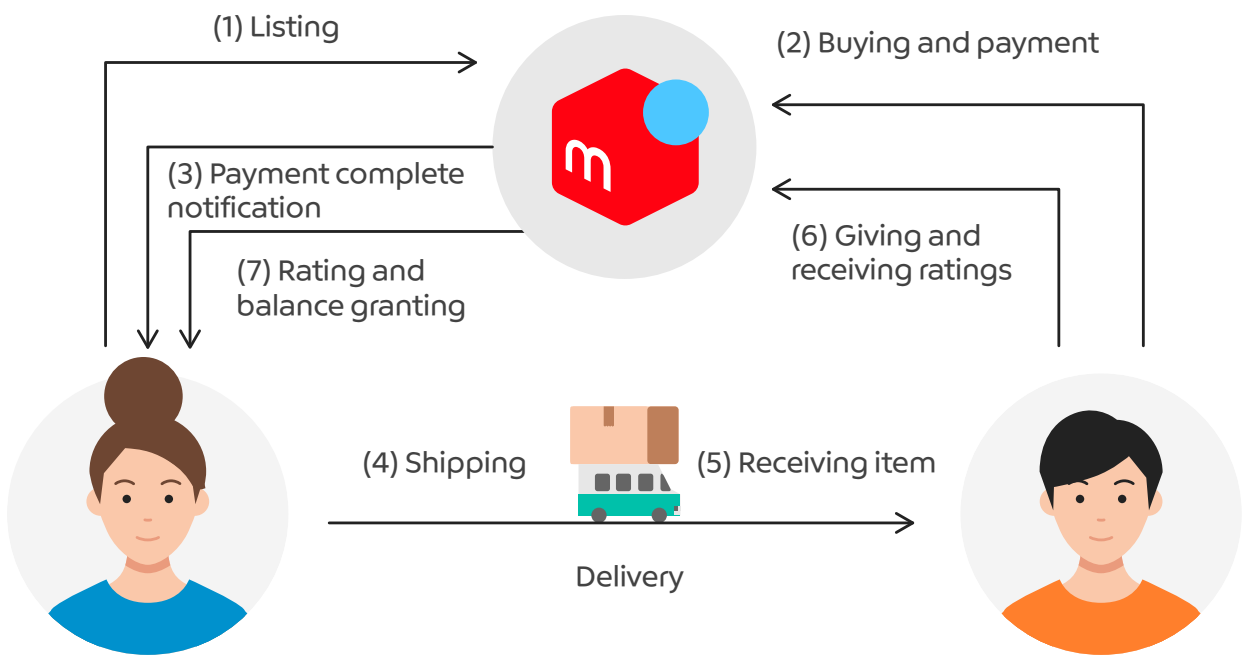 (1) Listing
(2) Buying and payment
m
(3) Payment complete
notification
(6) Giving and
receiving ratings
(7) Rating and
balance granting
(4) Shipping
(5) Receiving item
Delivery